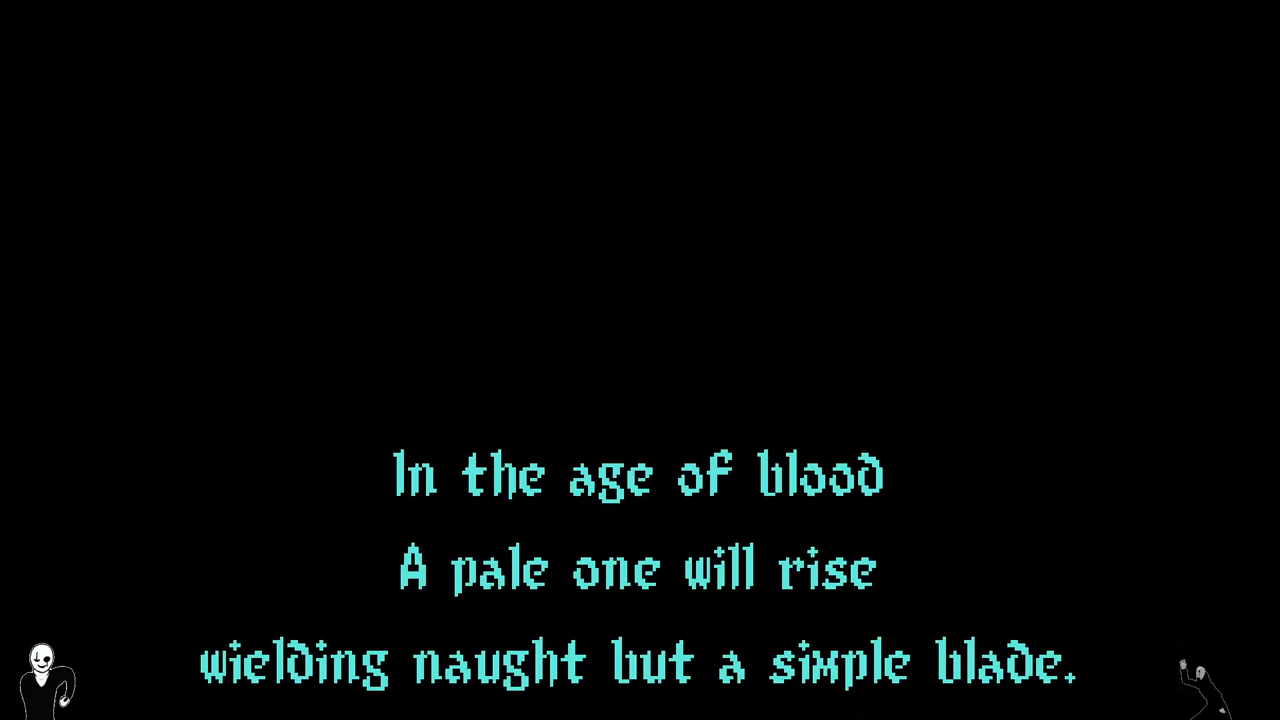 In the age of blood
A pale one will rise
wielding naught but a simple blade.